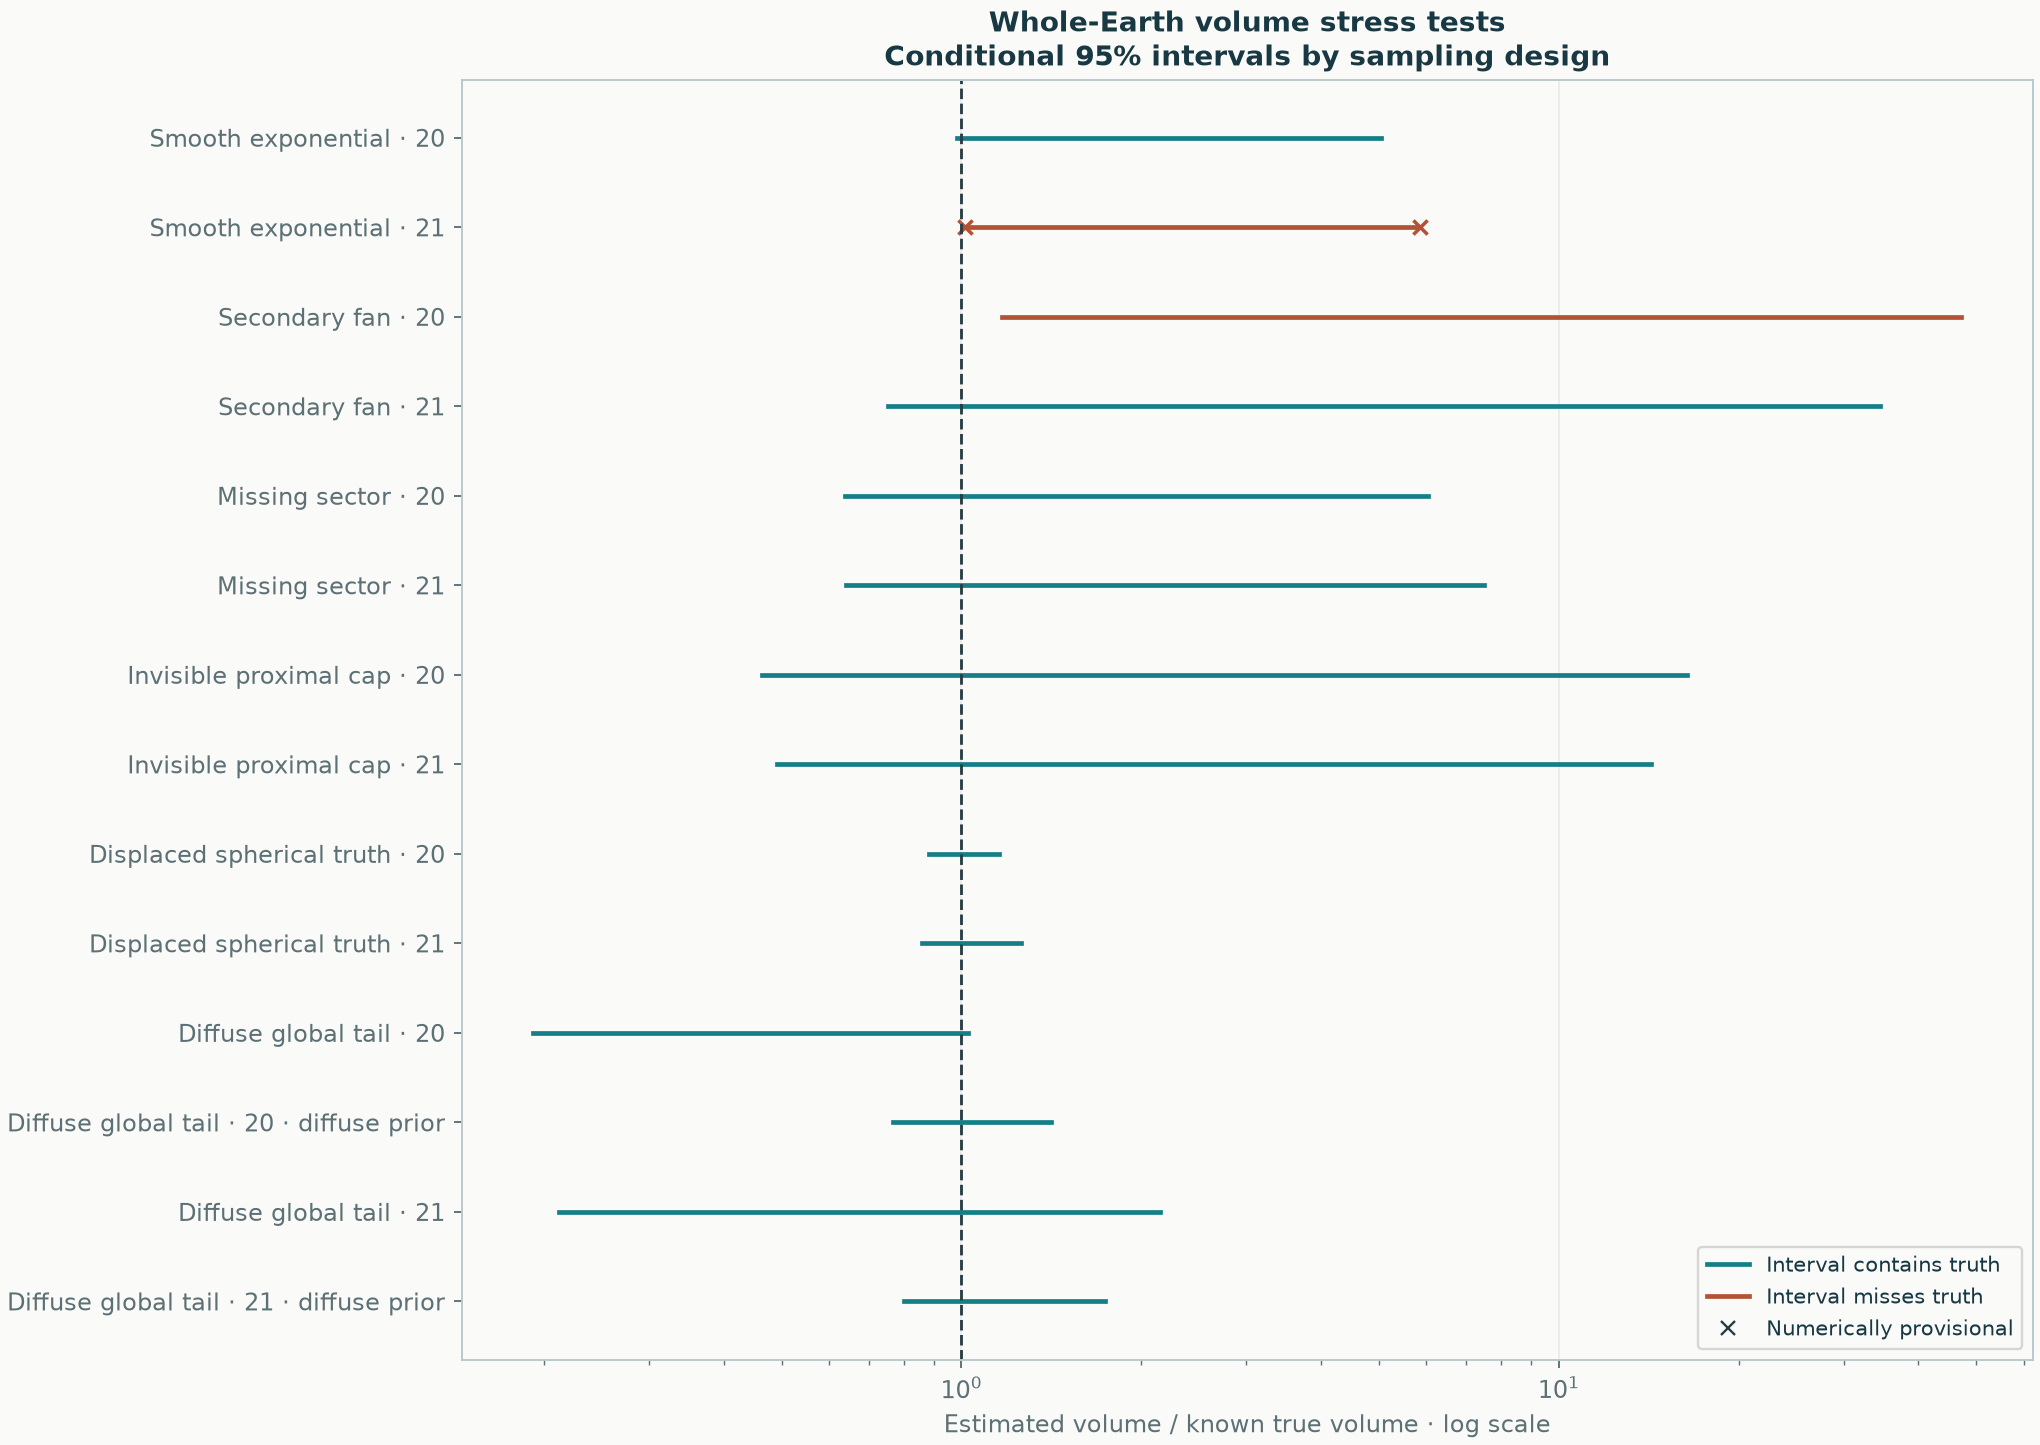 Whole-Earth volume stress tests
Conditional 95% intervals by sampling design
Smooth exponential · 20
Smooth exponential · 21
Secondary fan · 20
Secondary fan · 21
Missing sector · 20
Missing sector · 21
Invisible proximal cap · 20
Invisible proximal cap · 21
Displaced spherical truth · 20
Displaced spherical truth · 21
Diffuse global tail · 20
Diffuse global tail · 20 · diffuse prior
Diffuse global tail · 21
Diffuse global tail · 21 · diffuse prior
Interval contains truth
Interval misses truth
Numerically provisional
10⁰ 10¹
Estimated volume / known true volume · log scale